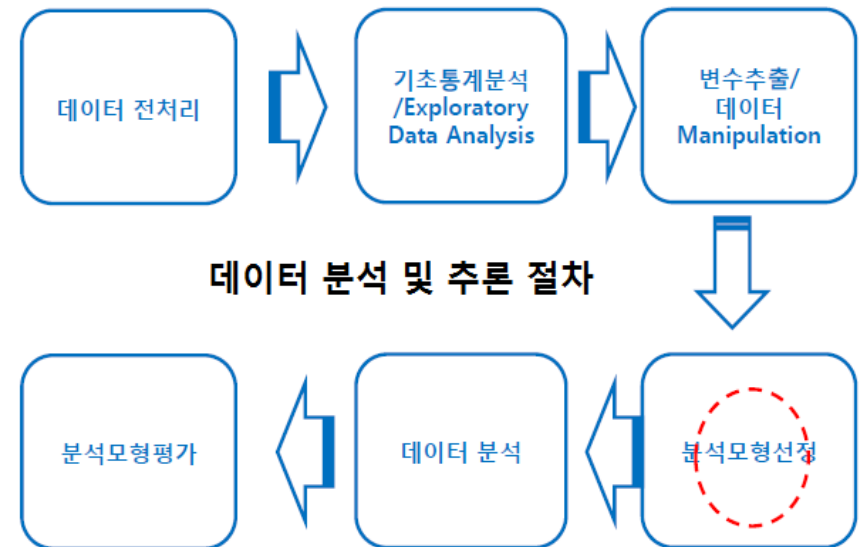 데이터 전처리
기초통계분석
/Exploratory
Data Analysis
변수추출/
데이터
Manipulation
데이터 분석 및 추론 절차
분석모형평가
데이터 분석
분석모형선정